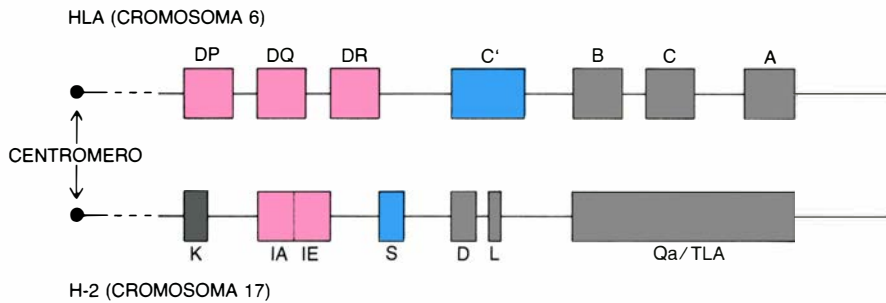 HLA (CROMOSOMA 6)
DP DQ DR C' B C A
CENTROMERO
K IA IE S D L Qa/TLA
H-2 (CROMOSOMA 17)